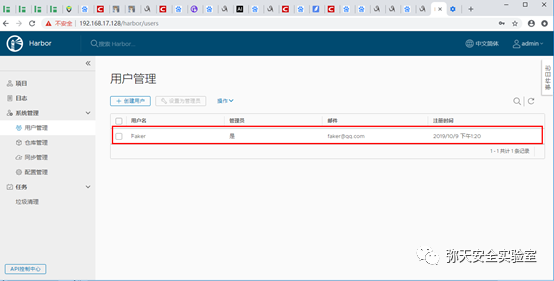 不安全 | 192.168.17.128/harbor/users
Harbor
搜索 Harbor...
中文简体
admin
事件日志
项目
日志
系统管理
用户管理
仓库管理
同步管理
配置管理
任务
垃圾清理
API控制中心
用户管理
+ 创建用户
设置为管理员
操作
用户名 管理员 邮件 注册时间
Faker 是 faker@qq.com 2019/10/9 下午1:20
1 - 1 共计 1 条记录
弥天安全实验室